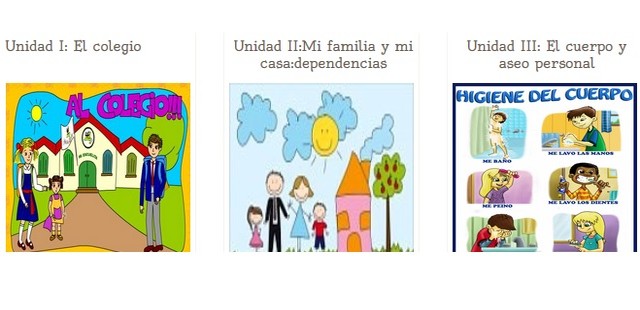 Unidad I: El colegio
Unidad II:Mi familia y mi
casa:dependencias
Unidad III: El cuerpo y
aseo personal
AL COLEGIO!!!
HIGIENE DEL CUERPO
ME BAÑO
ME LAVO LAS MANOS
ME PEINO
ME LAVO LOS DIENTES